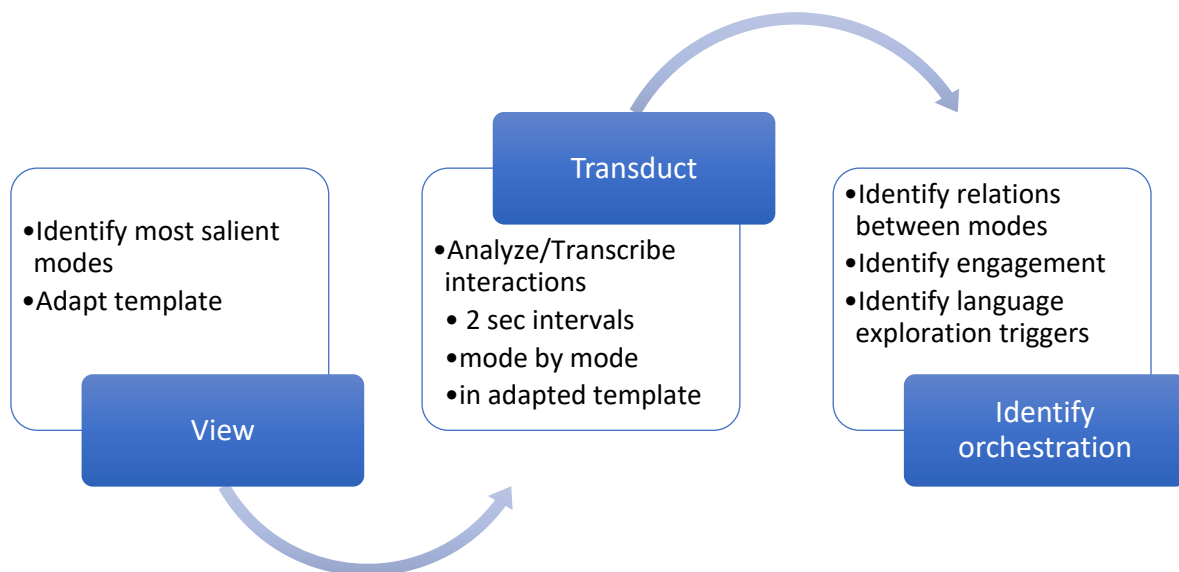 •Identify most salient
modes
•Adapt template
View
Transduct
•Analyze/Transcribe
interactions
• 2 sec intervals
•mode by mode
•in adapted template
•Identify relations
between modes
•Identify engagement
•Identify language
exploration triggers
Identify
orchestration